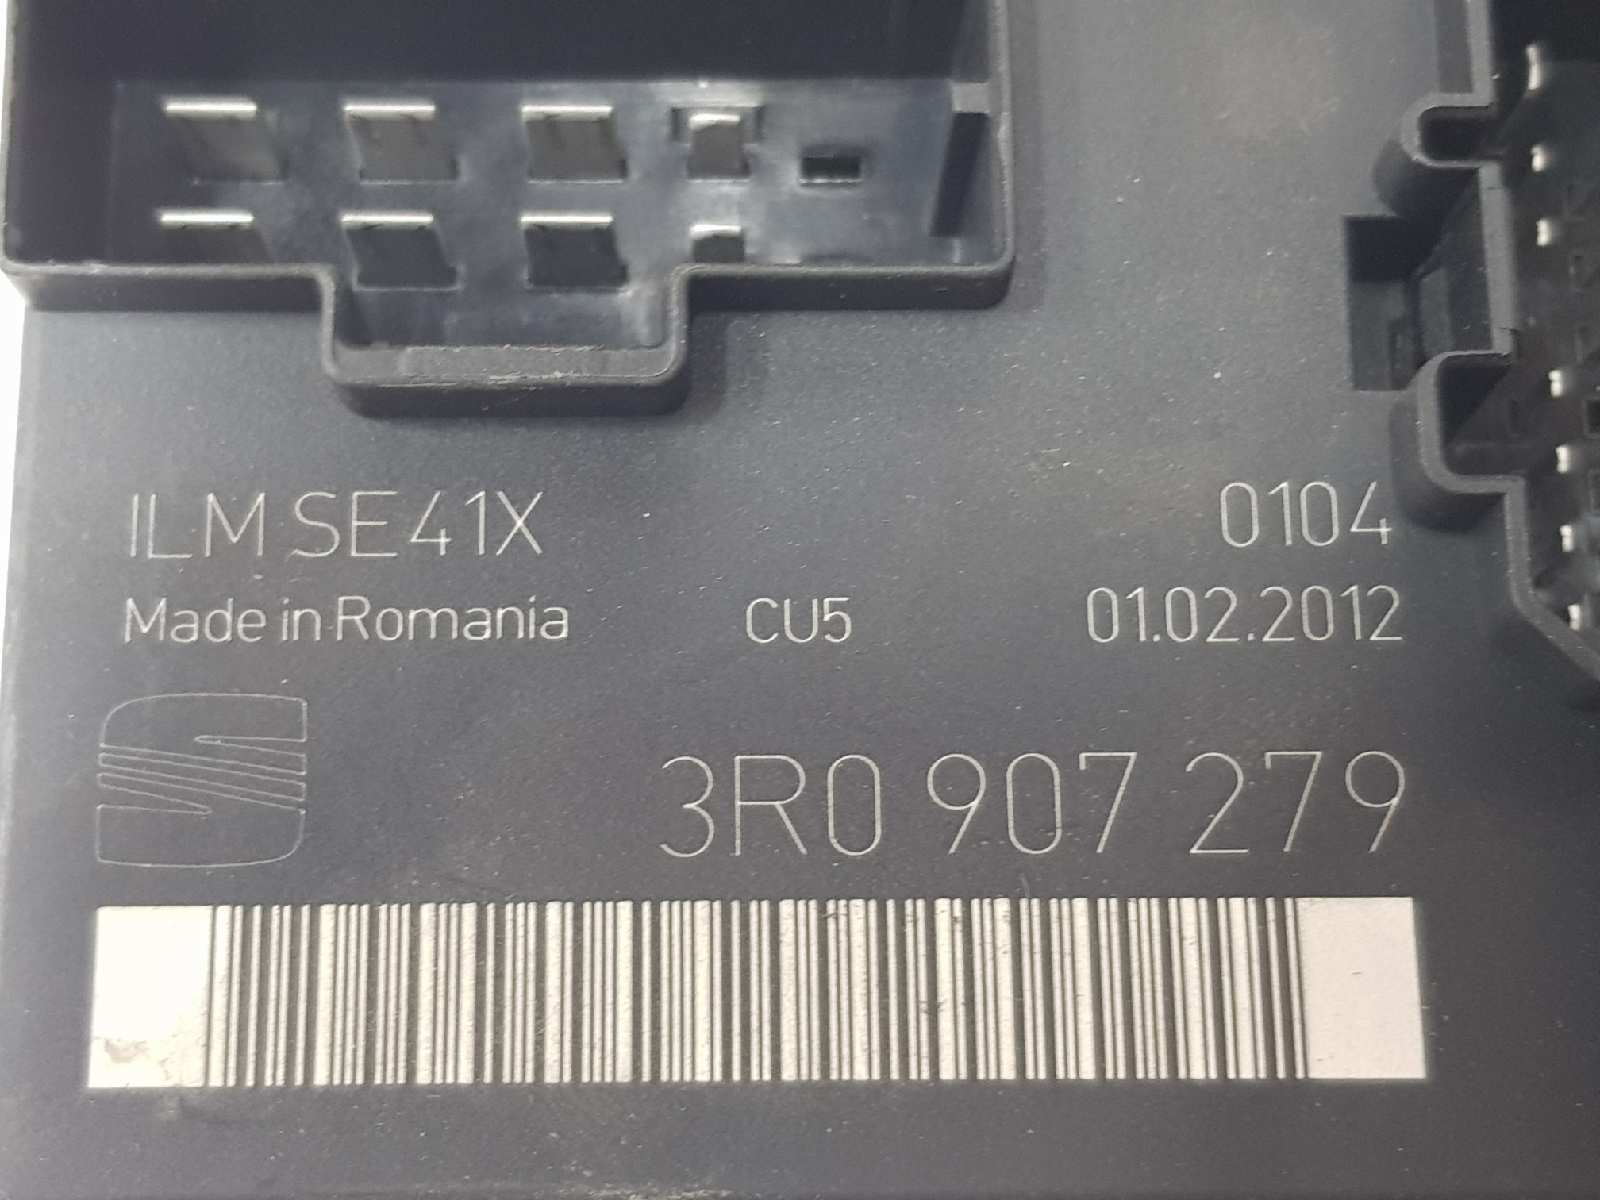 ILM SE41X 0104
Made in Romania CU5 01.02.2012
3R0 907 279